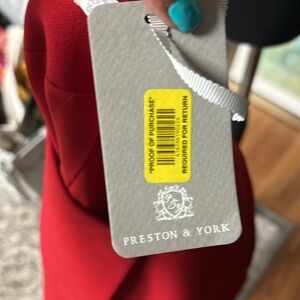 "PROOF OF PURCHASE"
REQUIRED FOR RETURN
PRESTON & YORK